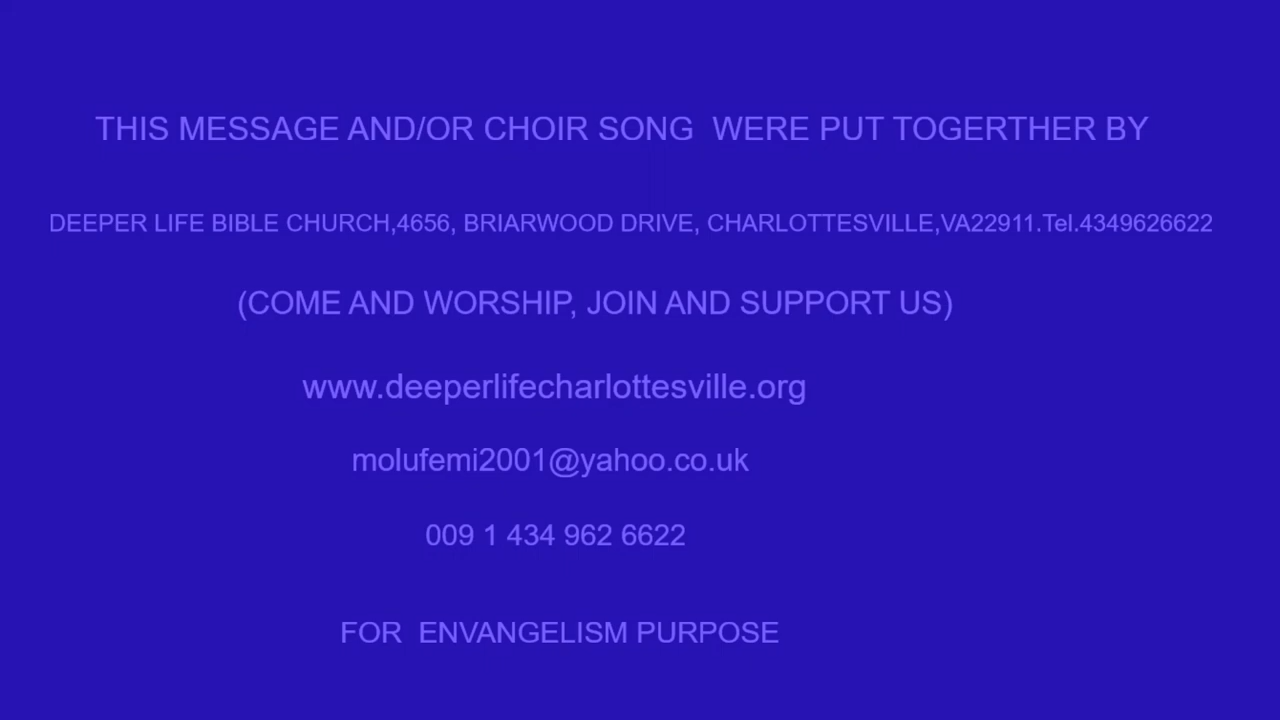 THIS MESSAGE AND/OR CHOIR SONG  WERE PUT TOGERTHER BY
DEEPER LIFE BIBLE CHURCH,4656, BRIARWOOD DRIVE, CHARLOTTESVILLE,VA22911.Tel.4349626622
(COME AND WORSHIP, JOIN AND SUPPORT US)
www.deeperlifecharlottesville.org
molufemi2001@yahoo.co.uk
009 1 434 962 6622
FOR  ENVANGELISM PURPOSE